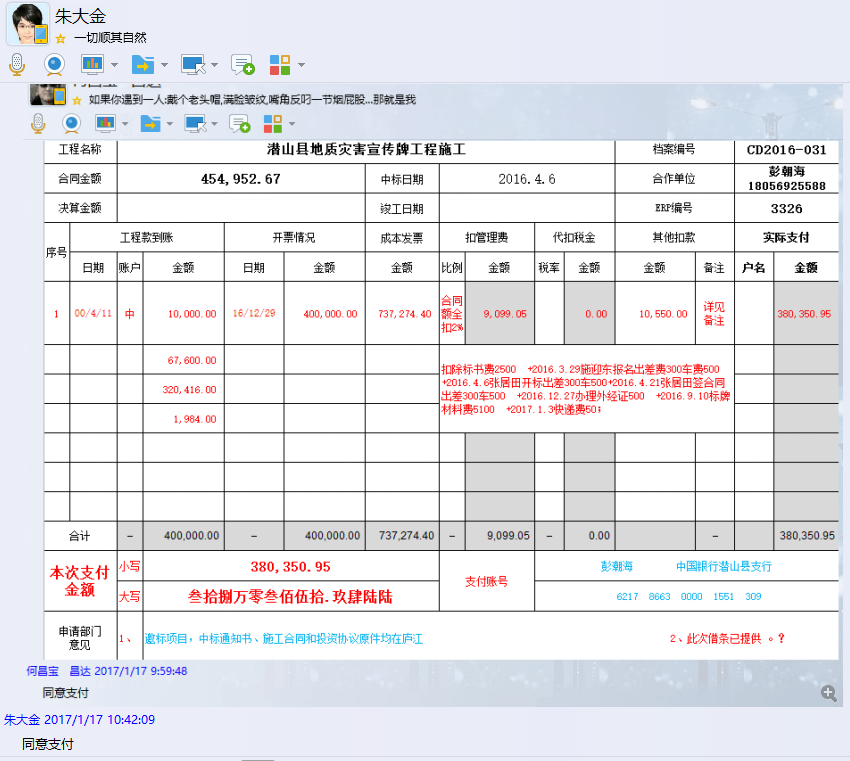 朱大金
一切顺其自然
如果你遇到一人:戴个老头帽,满脸皱纹,嘴角反叼一节烟屁股...那就是我
工程名称 潜山县地质灾害宣传牌工程施工 档案编号 CD2016-031
合同金额 454,952.67 中标日期 2016.4.6 合作单位 彭朝海 18056925588
决算金额 竣工日期 ERP编号 3326
序号 工程款到账 开票情况 成本发票 扣管理费 代扣税金 其他扣款 实际支付
日期 账户 金额 日期 金额 金额 比例 金额 税率 金额 金额 备注 户名 金额
1 00/4/11 中 10,000.00 16/12/29 400,000.00 737,274.40 合同额全扣2% 9,099.05 0.00 10,550.00 详见备注 380,350.95
67,600.00
320,416.00
1,984.00
扣除标书费2500 +2016.3.29施迎东报名出差费300车费500
+2016.4.6张居田开标出差300车500+2016.4.21张居田签合同
出差300车500 +2016.12.27办理外经证500 +2016.9.10标牌
材料费5100 +2017.1.3快递费50;
合计 — 400,000.00 — 400,000.00 737,274.40 — 9,099.05 — 0.00 — 380,350.95
本次支付金额 小写 380,350.95 支付账号 彭潮海 中国银行潜山县支行
大写 叁拾捌万零叁佰伍拾.玖肆陆陆 6217 8663 0000 1551 309
申请部门意见 1、 邀标项目，中标通知书、施工合同和投资协议原件均在庐江 2、此次借条已提供 。？
何昌宝 昌达 2017/1/17 9:59:48
同意支付
朱大金 2017/1/17 10:42:09
同意支付